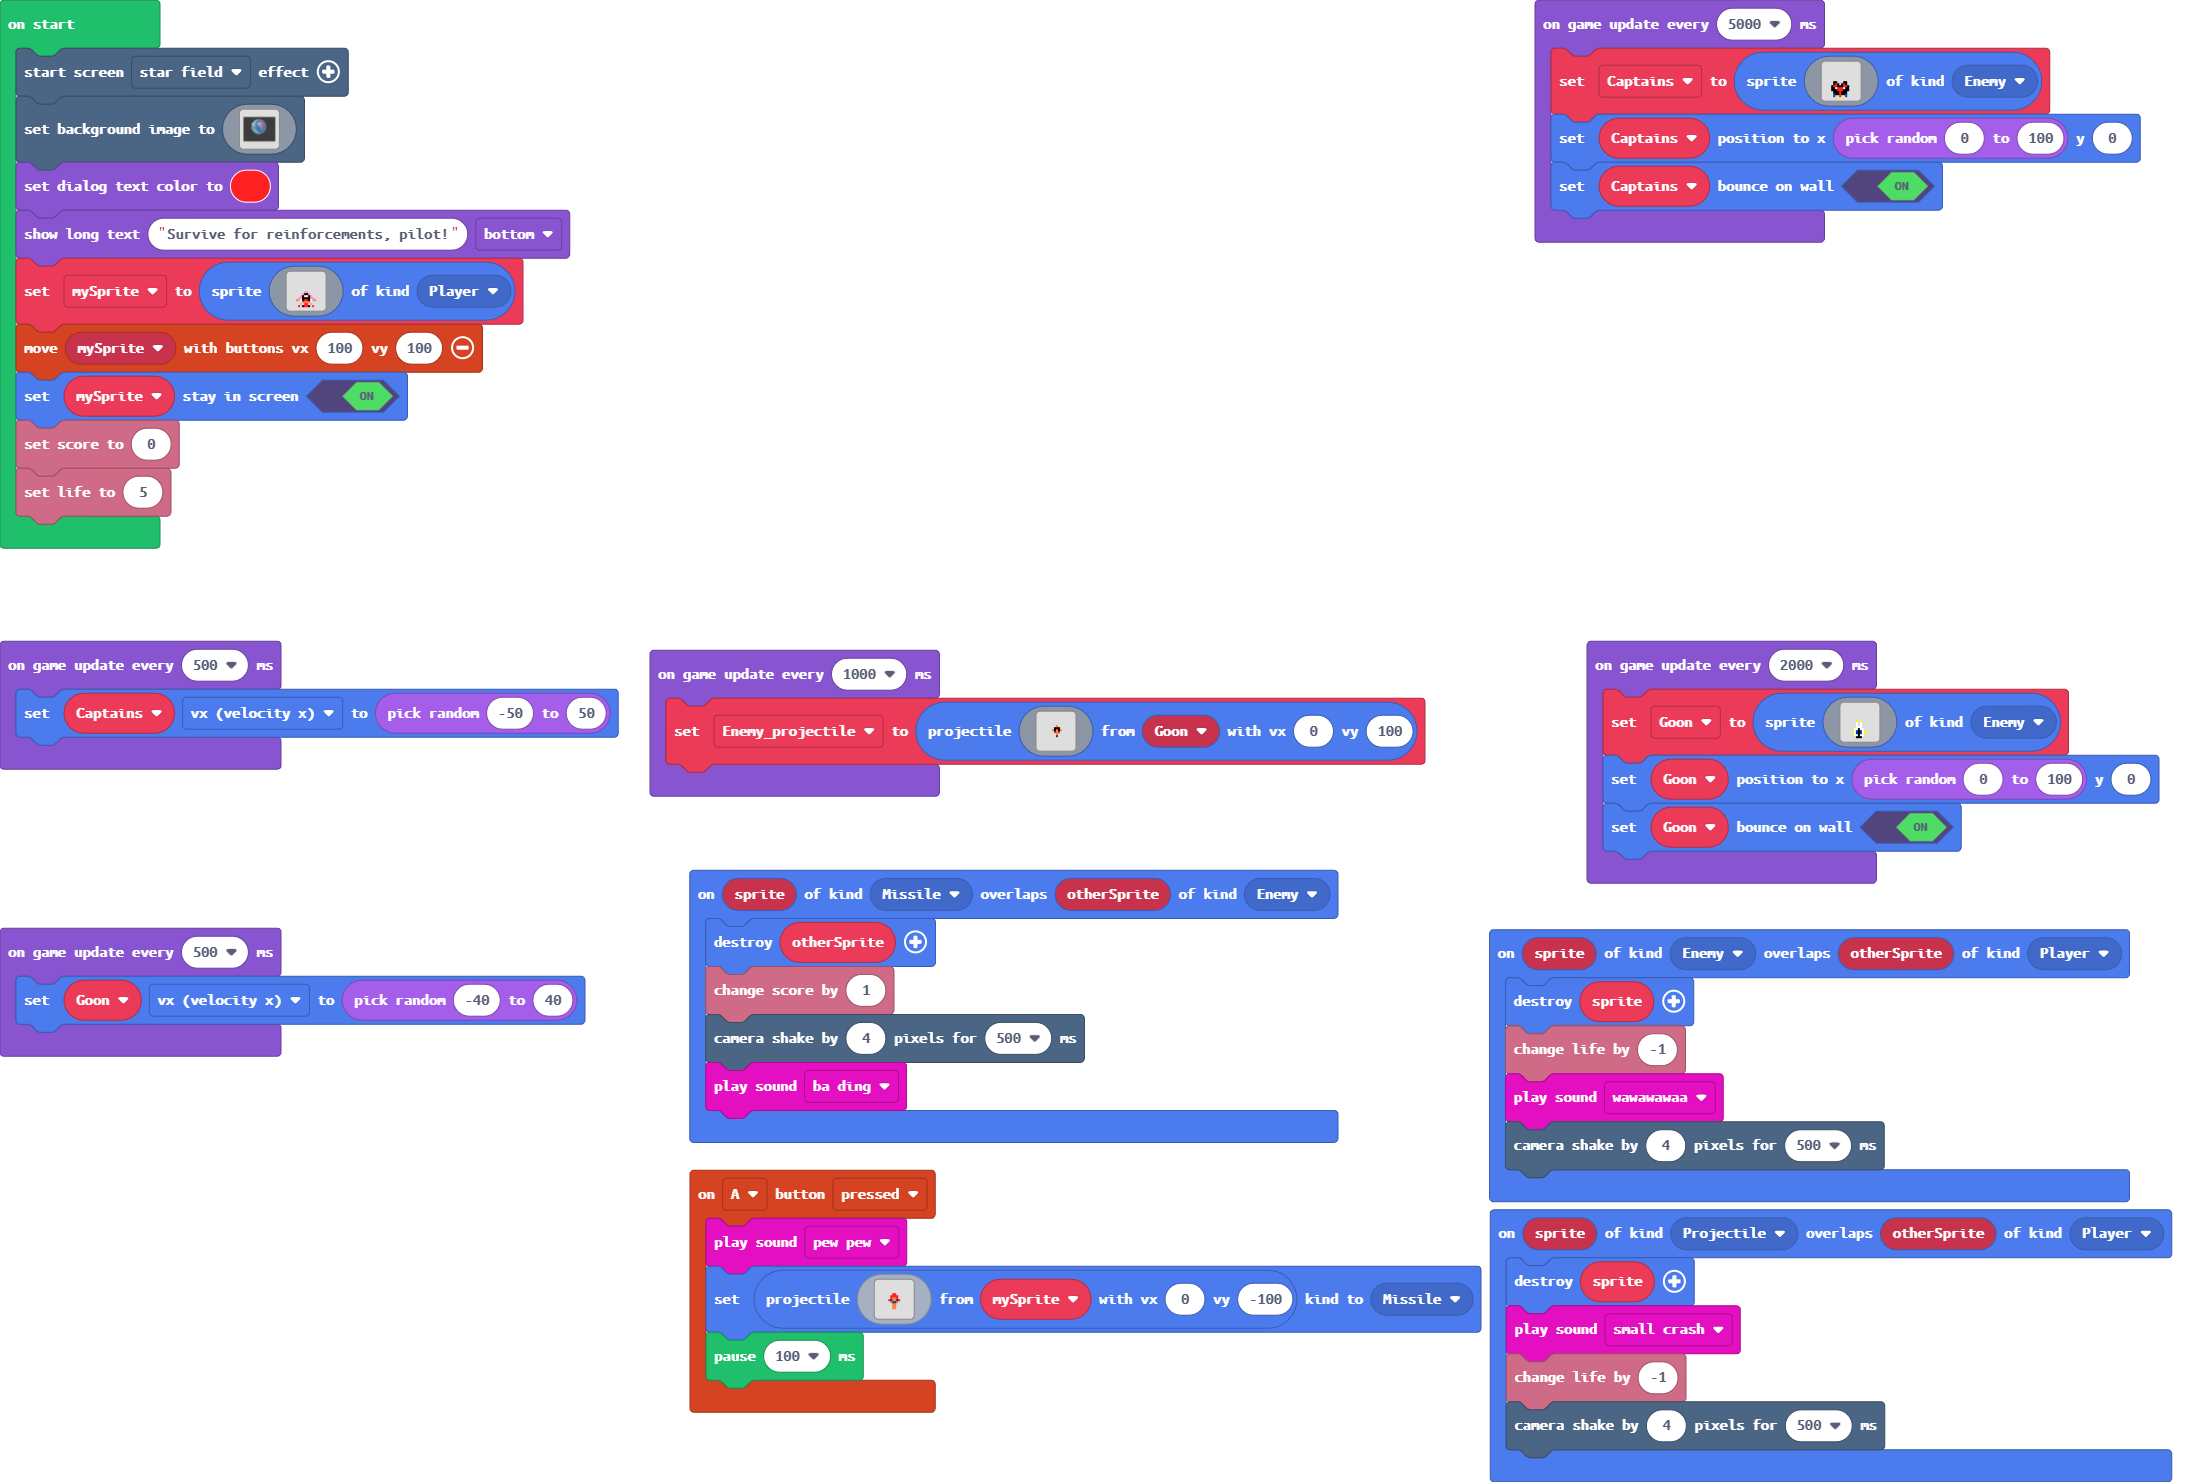 on start
start screen star field effect
set background image to
set dialog text color to
show long text "Survive for reinforcements, pilot!" bottom
set mySprite to sprite of kind Player
move mySprite with buttons vx 100 vy 100
set mySprite stay in screen ON
set score to 0
set life to 5
on game update every 5000 ms
set Captains to sprite of kind Enemy
set Captains position to x pick random 0 to 100 y 0
set Captains bounce on wall ON
on game update every 500 ms
set Captains vx (velocity x) to pick random -50 to 50
on game update every 1000 ms
set Enemy_projectile to projectile from Goon with vx 0 vy 100
on game update every 2000 ms
set Goon to sprite of kind Enemy
set Goon position to x pick random 0 to 100 y 0
set Goon bounce on wall ON
on game update every 500 ms
set Goon vx (velocity x) to pick random -40 to 40
on sprite of kind Missile overlaps otherSprite of kind Enemy
destroy otherSprite
change score by 1
camera shake by 4 pixels for 500 ms
play sound ba ding
on A button pressed
play sound pew pew
set projectile from mySprite with vx 0 vy -100 kind to Missile
pause 100 ms
on sprite of kind Enemy overlaps otherSprite of kind Player
destroy sprite
change life by -1
play sound wawawawaa
camera shake by 4 pixels for 500 ms
on sprite of kind Projectile overlaps otherSprite of kind Player
destroy sprite
play sound small crash
change life by -1
camera shake by 4 pixels for 500 ms